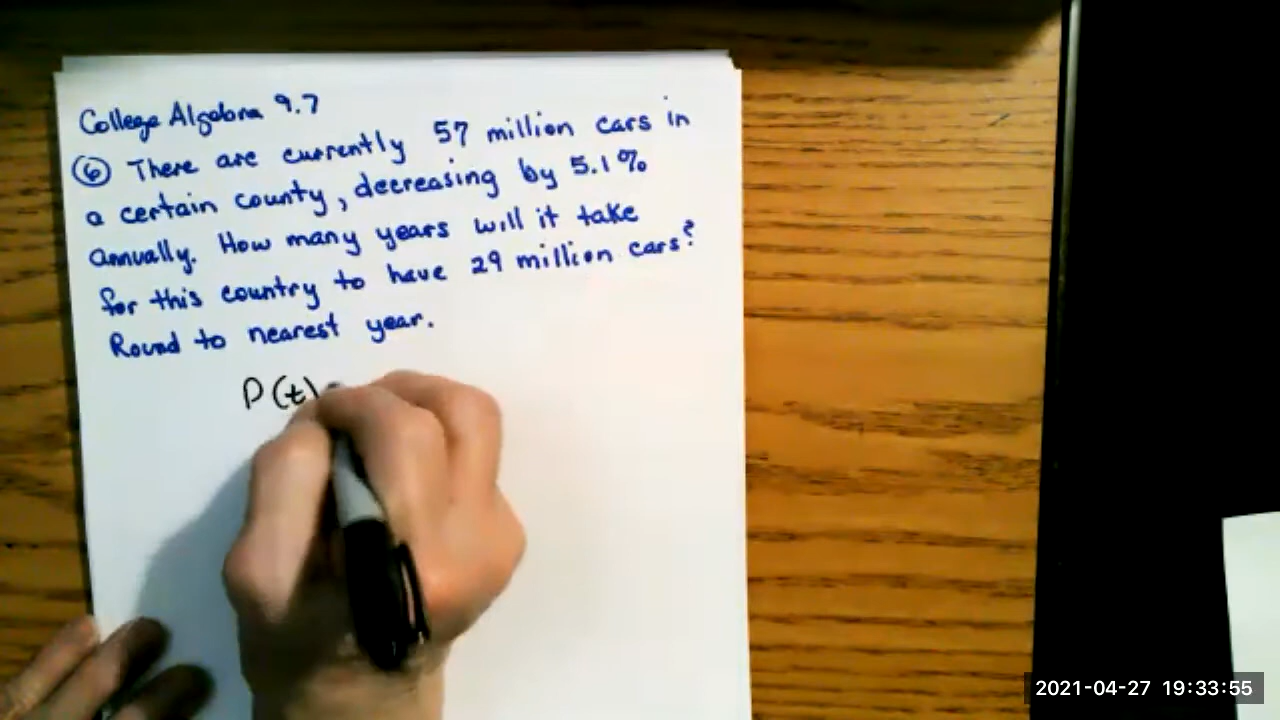 College Algebra 9.7
⑥ There are currently 57 million cars in
a certain county, decreasing by 5.1%
annually. How many years will it take
for this country to have 29 million cars?
Round to nearest year.
P(t)
2021-04-27 19:33:55